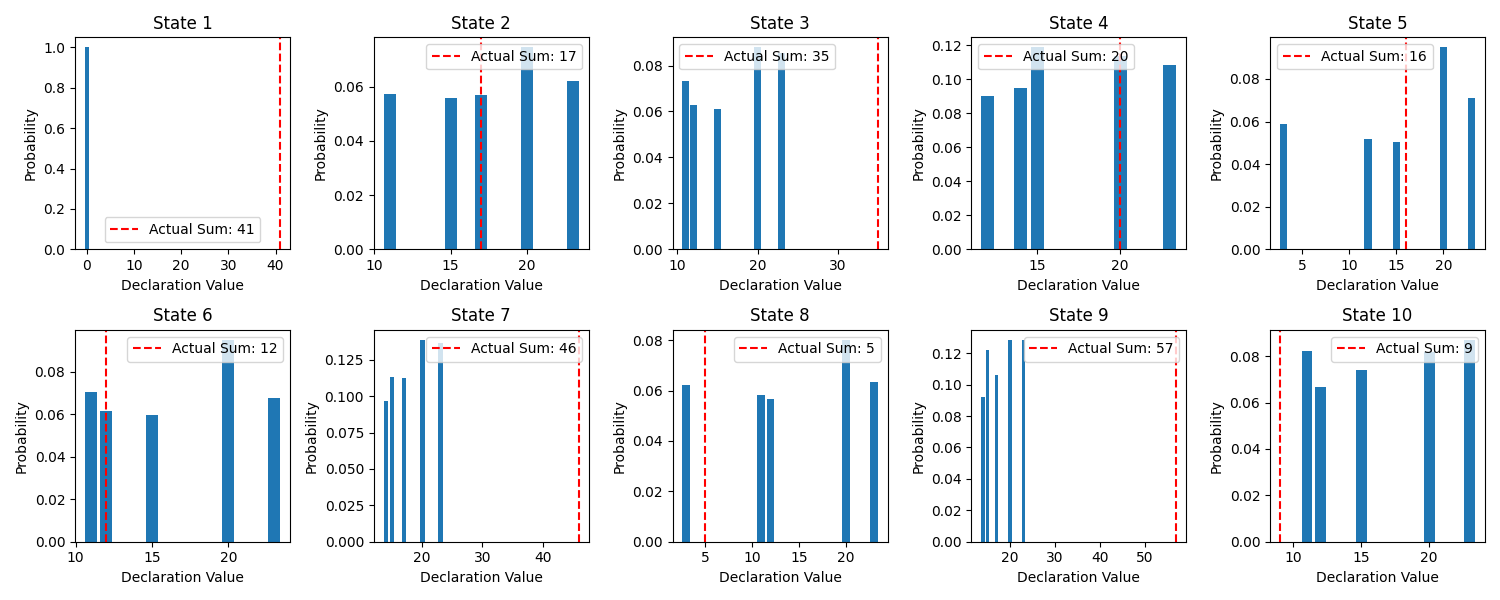 State 1
State 2
State 3
State 4
State 5
Probability
1.0
0.8
0.6
0.4
0.2
0.0
Actual Sum: 41
0 10 20 30 40
Declaration Value
Probability
0.06
0.04
0.02
0.00
Actual Sum: 17
10 15 20
Declaration Value
Probability
0.08
0.06
0.04
0.02
0.00
Actual Sum: 35
10 20 30
Declaration Value
Probability
0.12
0.10
0.08
0.06
0.04
0.02
0.00
Actual Sum: 20
15 20
Declaration Value
Probability
0.08
0.06
0.04
0.02
0.00
Actual Sum: 16
5 10 15 20
Declaration Value
State 6
State 7
State 8
State 9
State 10
Probability
0.08
0.06
0.04
0.02
0.00
Actual Sum: 12
10 15 20
Declaration Value
Probability
0.125
0.100
0.075
0.050
0.025
0.000
Actual Sum: 46
20 30 40
Declaration Value
Probability
0.08
0.06
0.04
0.02
0.00
Actual Sum: 5
5 10 15 20
Declaration Value
Probability
0.12
0.10
0.08
0.06
0.04
0.02
0.00
Actual Sum: 57
20 30 40 50
Declaration Value
Probability
0.08
0.06
0.04
0.02
0.00
Actual Sum: 9
10 15 20
Declaration Value